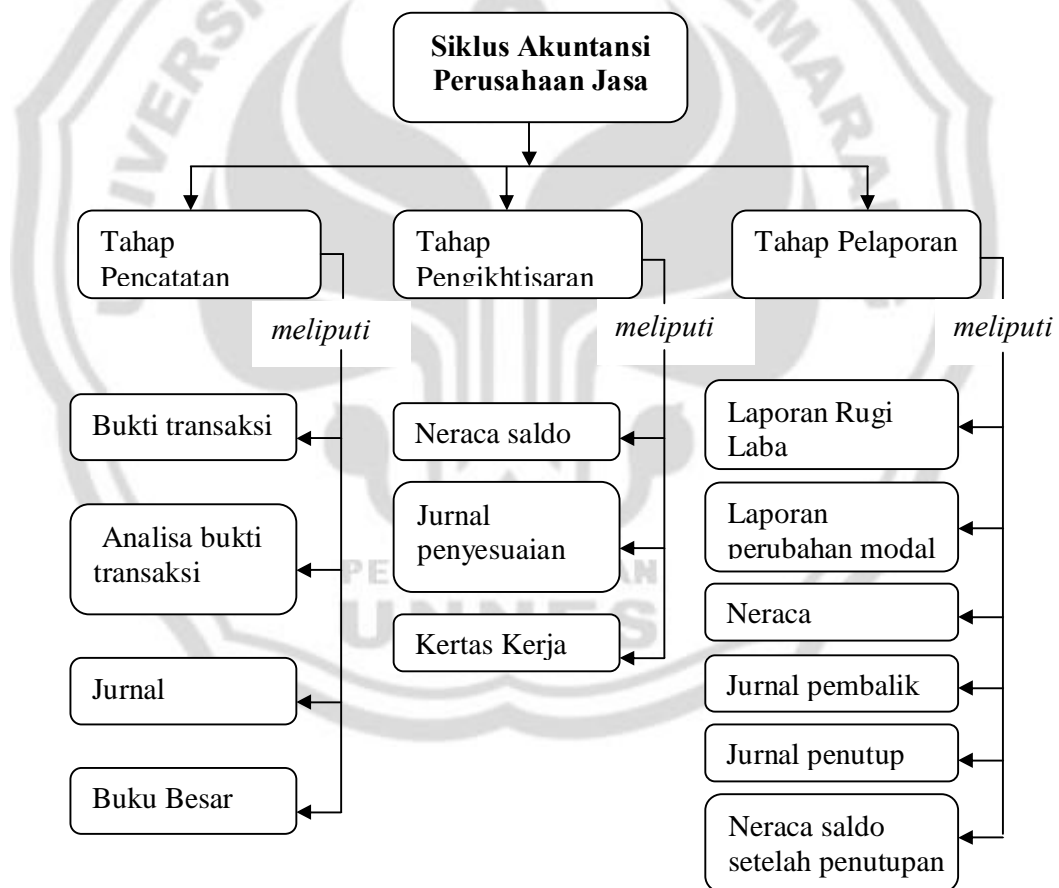 Siklus Akuntansi
Perusahaan Jasa
Tahap
Pencatatan
meliputi
Bukti transaksi
Analisa bukti
transaksi
Jurnal
Buku Besar
Tahap
Pengikhtisaran
meliputi
Neraca saldo
Jurnal
penyesuaian
Kertas Kerja
Tahap Pelaporan
meliputi
Laporan Rugi
Laba
Laporan
perubahan modal
Neraca
Jurnal pembalik
Jurnal penutup
Neraca saldo
setelah penutupan
UNNES